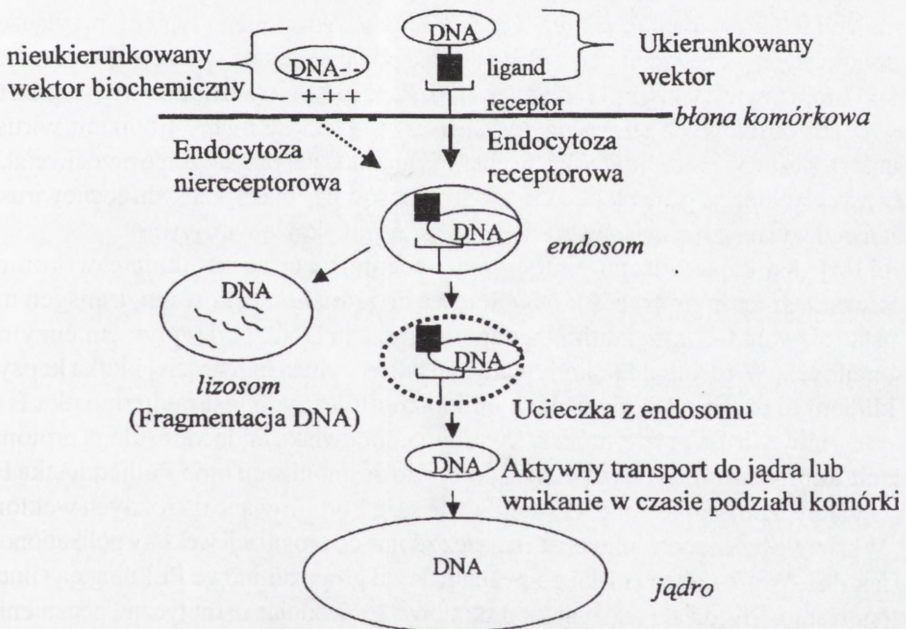 nieukierunkowany
wektor biochemiczny
DNA- -
+++++
DNA
ligand
receptor
Ukierunkowany
wektor
błona komórkowa
Endocytoza
niereceptorowa
Endocytoza
receptorowa
DNA
endosom
DNA
lizosom
(Fragmentacja DNA)
DNA
Ucieczka z endosomu
DNA
Aktywny transport do jądra lub
wnikanie w czasie podziału komórki
DNA
jądro